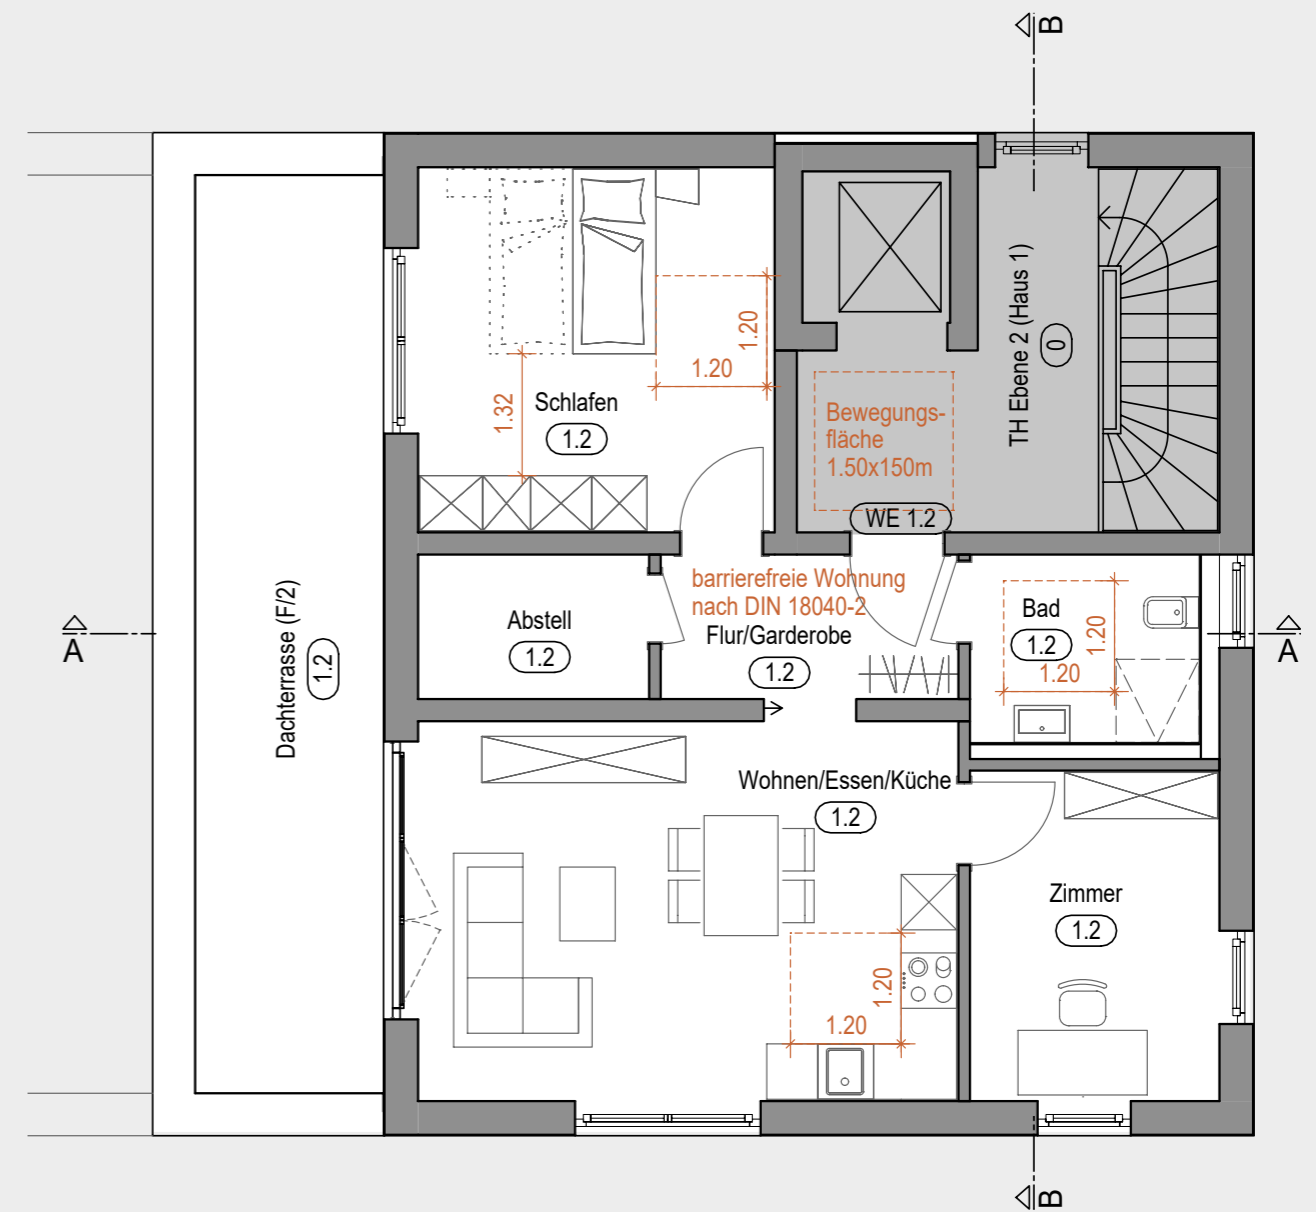 B
TH Ebene 2 (Haus 1)
0
1.20
1.20
1.32
Schlafen
1.2
Bewegungs-
fläche
1.50x150m
WE 1.2
barrierefreie Wohnung
nach DIN 18040-2
Flur/Garderobe
1.2
Abstell
1.2
Bad
1.2
1.20
1.20
A
A
Dachterrasse (F/2)
1.2
Wohnen/Essen/Küche
1.2
Zimmer
1.2
1.20
1.20
B